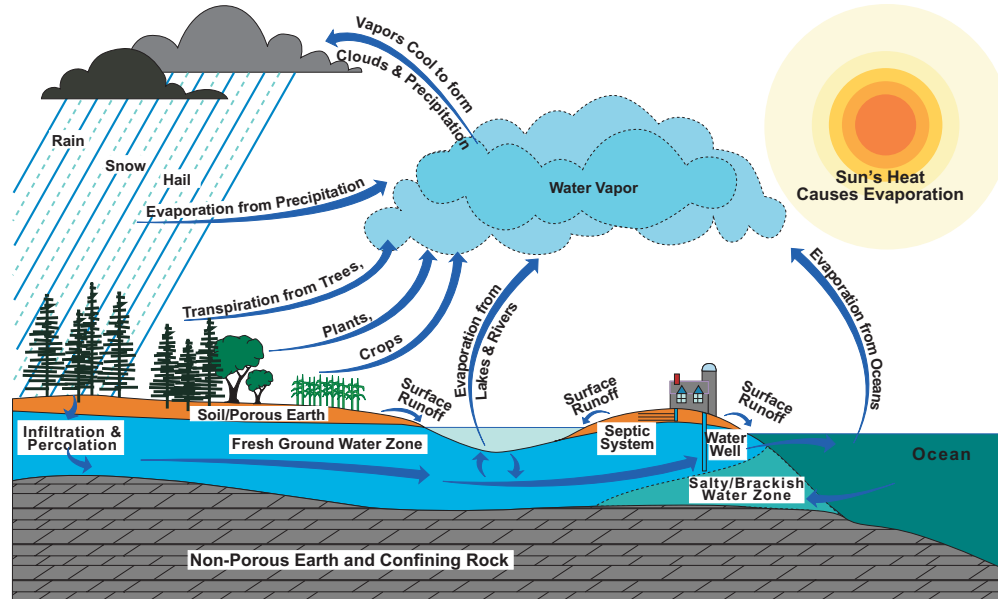 Vapors Cool to form
Clouds & Precipitation
Rain
Snow
Hail
Water Vapor
Sun's Heat
Causes Evaporation
Evaporation from Precipitation
Transpiration from Trees,
Plants,
Crops
Evaporation from
Lakes & Rivers
Evaporation from Oceans
Surface
Runoff
Surface
Runoff
Surface
Runoff
Soil/Porous Earth
Infiltration &
Percolation
Fresh Ground Water Zone
Septic
System
Water
Well
Ocean
Salty/Brackish
Water Zone
Non-Porous Earth and Confining Rock